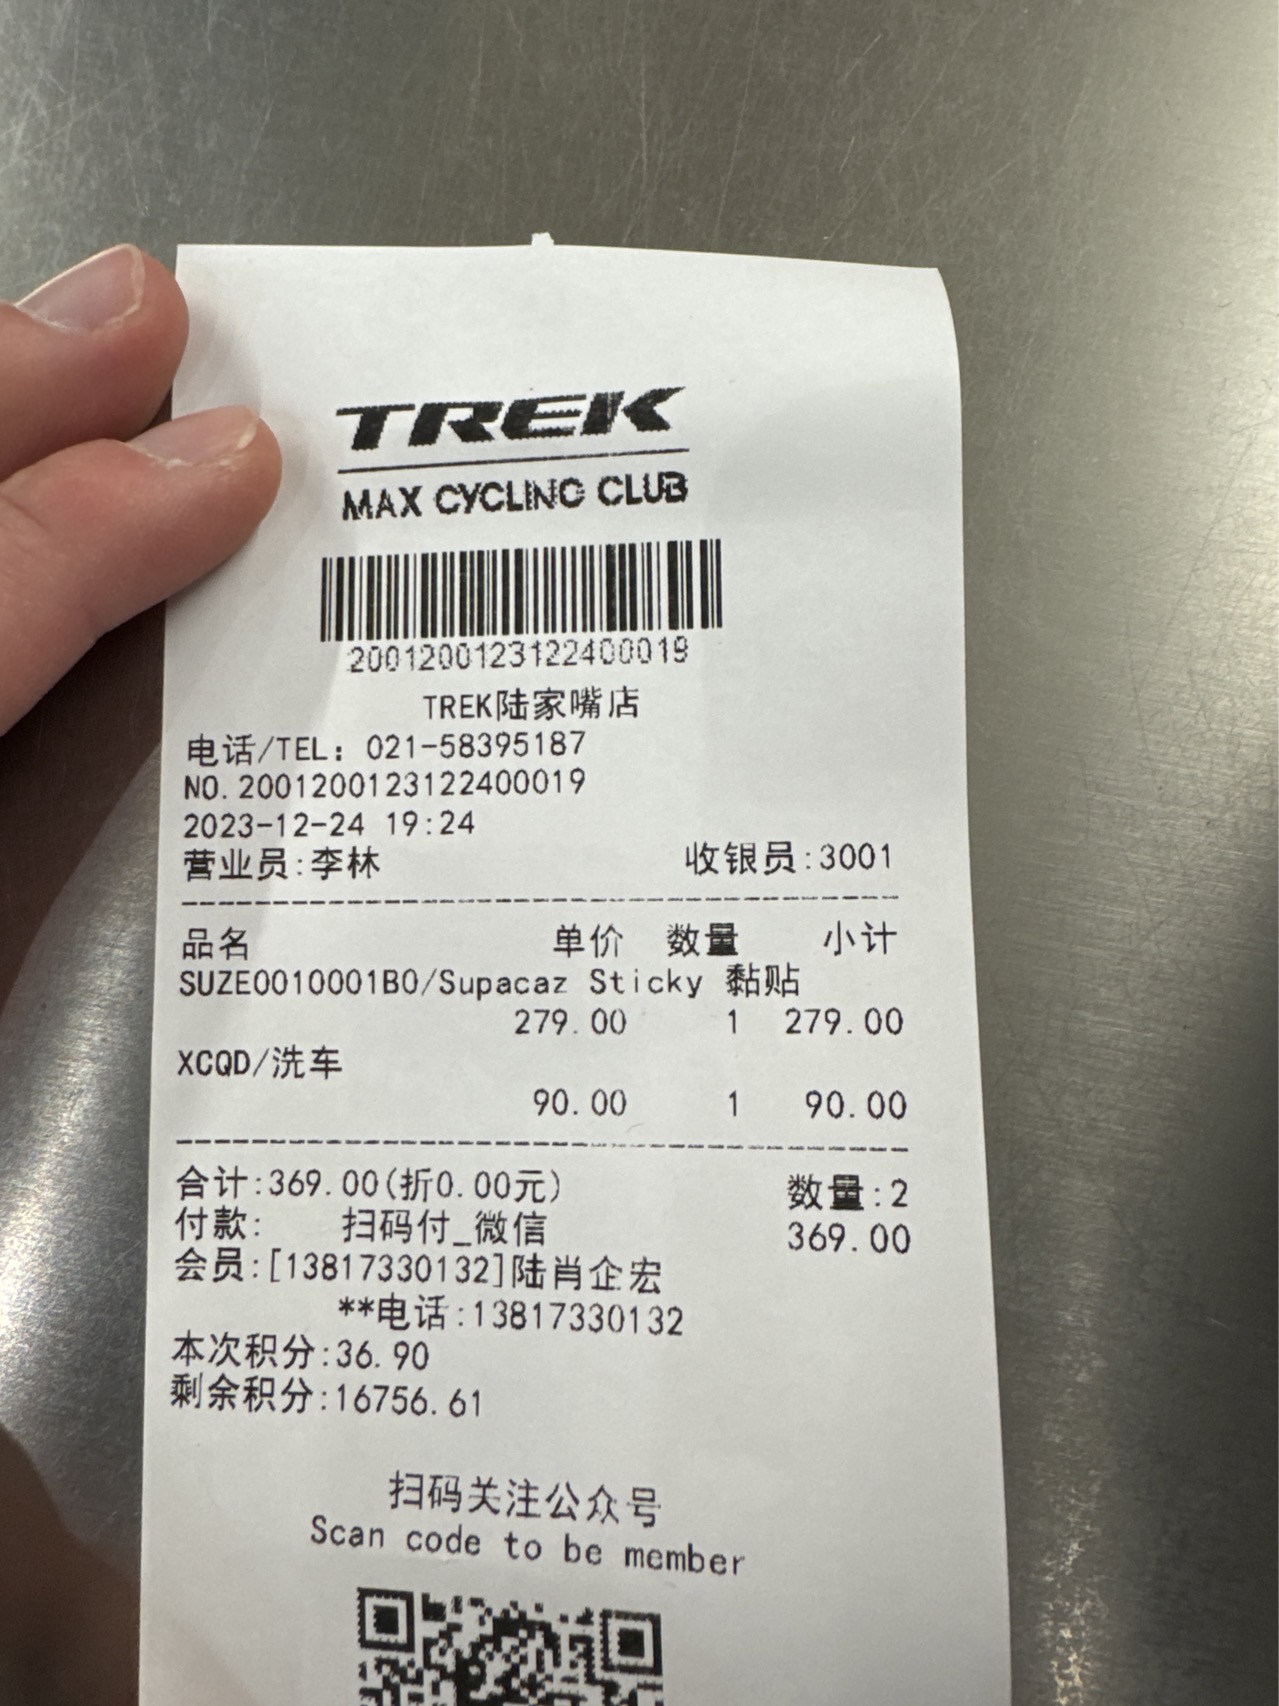 TREK
MAX CYCLING CLUB
2001200123122400019
TREK陆家嘴店
电话/TEL: 021-58395187
NO.2001200123122400019
2023-12-24 19:24
营业员:李林 收银员:3001
品名 单价 数量 小计
SUZE0010001B0/Supacaz Sticky 黏贴
279.00 1 279.00
XCQD/洗车
90.00 1 90.00
合计:369.00(折0.00元) 数量:2
付款: 扫码付_微信 369.00
会员:[13817330132]陆肖企宏
**电话:13817330132
本次积分:36.90
剩余积分:16756.61
扫码关注公众号
Scan code to be member